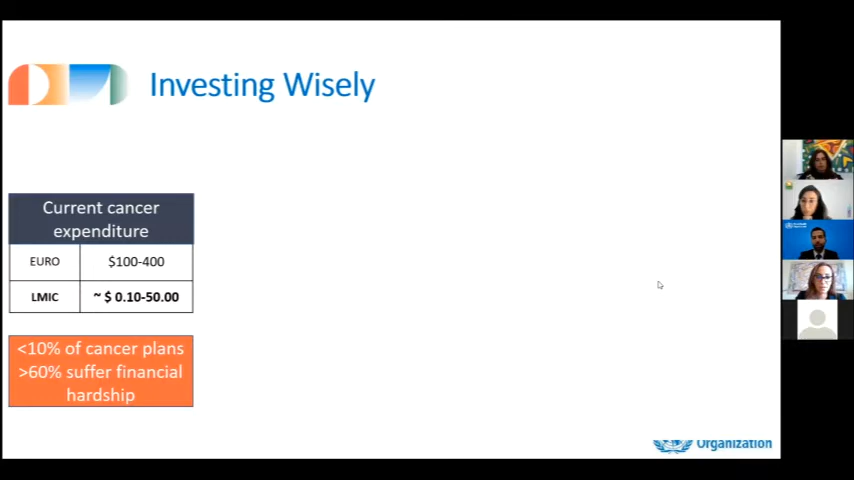 Investing Wisely
Current cancer
expenditure
EURO $100-400
LMIC ~ $ 0.10-50.00
<10% of cancer plans
>60% suffer financial
hardship
Organization